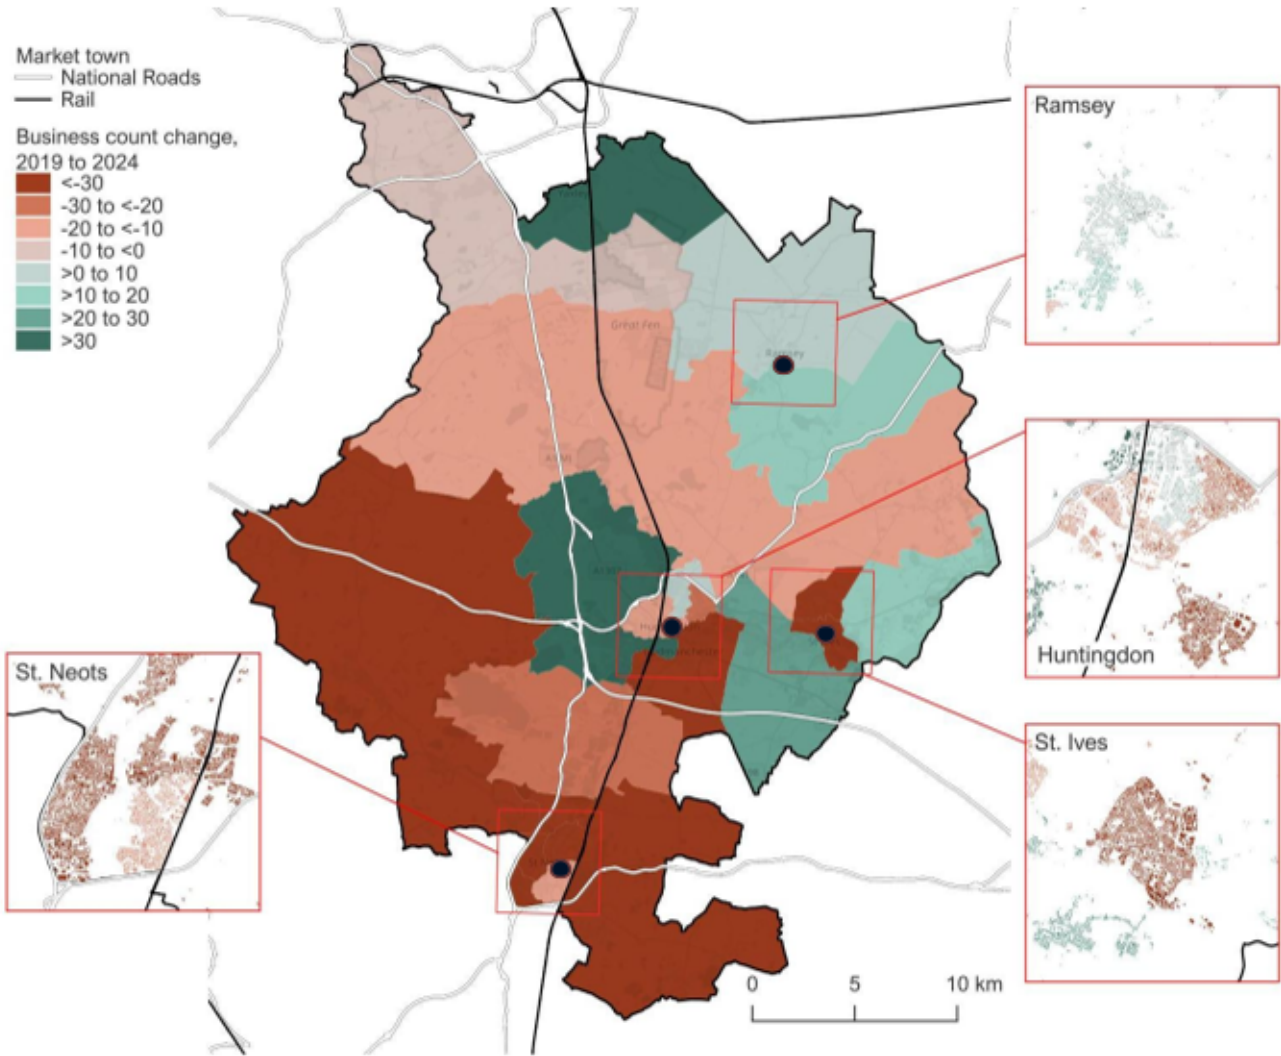 Market town
National Roads
Rail
Business count change,
2019 to 2024
<-30
-30 to <-20
-20 to <-10
-10 to <0
>0 to 10
>10 to 20
>20 to 30
>30
Ramsey
Great Fen
Ramsey
Huntingdon
St. Neots
St. Ives
0 5 10 km